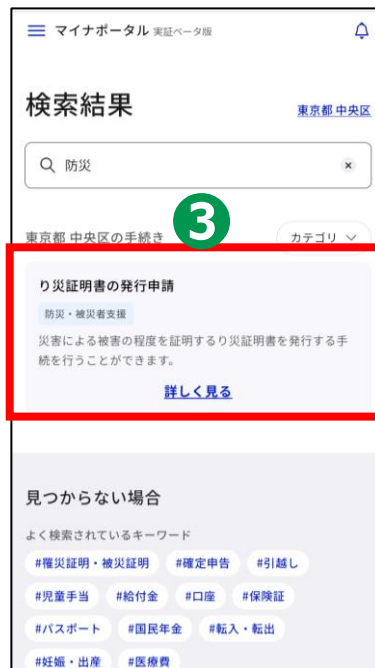 マイナポータル 実証ベータ版
検索結果
東京都 中央区
防災
東京都 中央区の手続き
3
カテゴリ
り災証明書の発行申請
防災・被災者支援
災害による被害の程度を証明するり災証明書を発行する手
続を行うことができます。
詳しく見る
見つからない場合
よく検索されているキーワード
#罹災証明・被災証明 #確定申告 #引越し
#児童手当 #給付金 #口座 #保険証
#パスポート #国民年金 #転入・転出
#妊娠・出産 #医療費